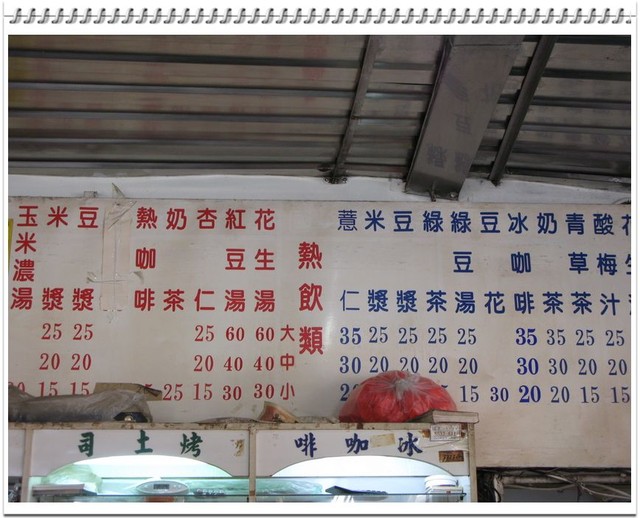 酸梅汁 25 20 15
青草茶 25 20 15
奶茶 35 30 20
冰咖啡 35 30 20
豆花 15
綠豆湯 25 20 15
綠茶 25 20
豆漿 25 20
米漿 25 20
薏仁 35 30
熱飲類
大 中 小
花生湯 60 40 30
紅豆湯 60 40 30
杏仁 25 20 15
奶茶 25
熱咖啡
豆漿 25 20 15
米漿 25 20 15
玉米濃湯
冰咖啡
烤土司